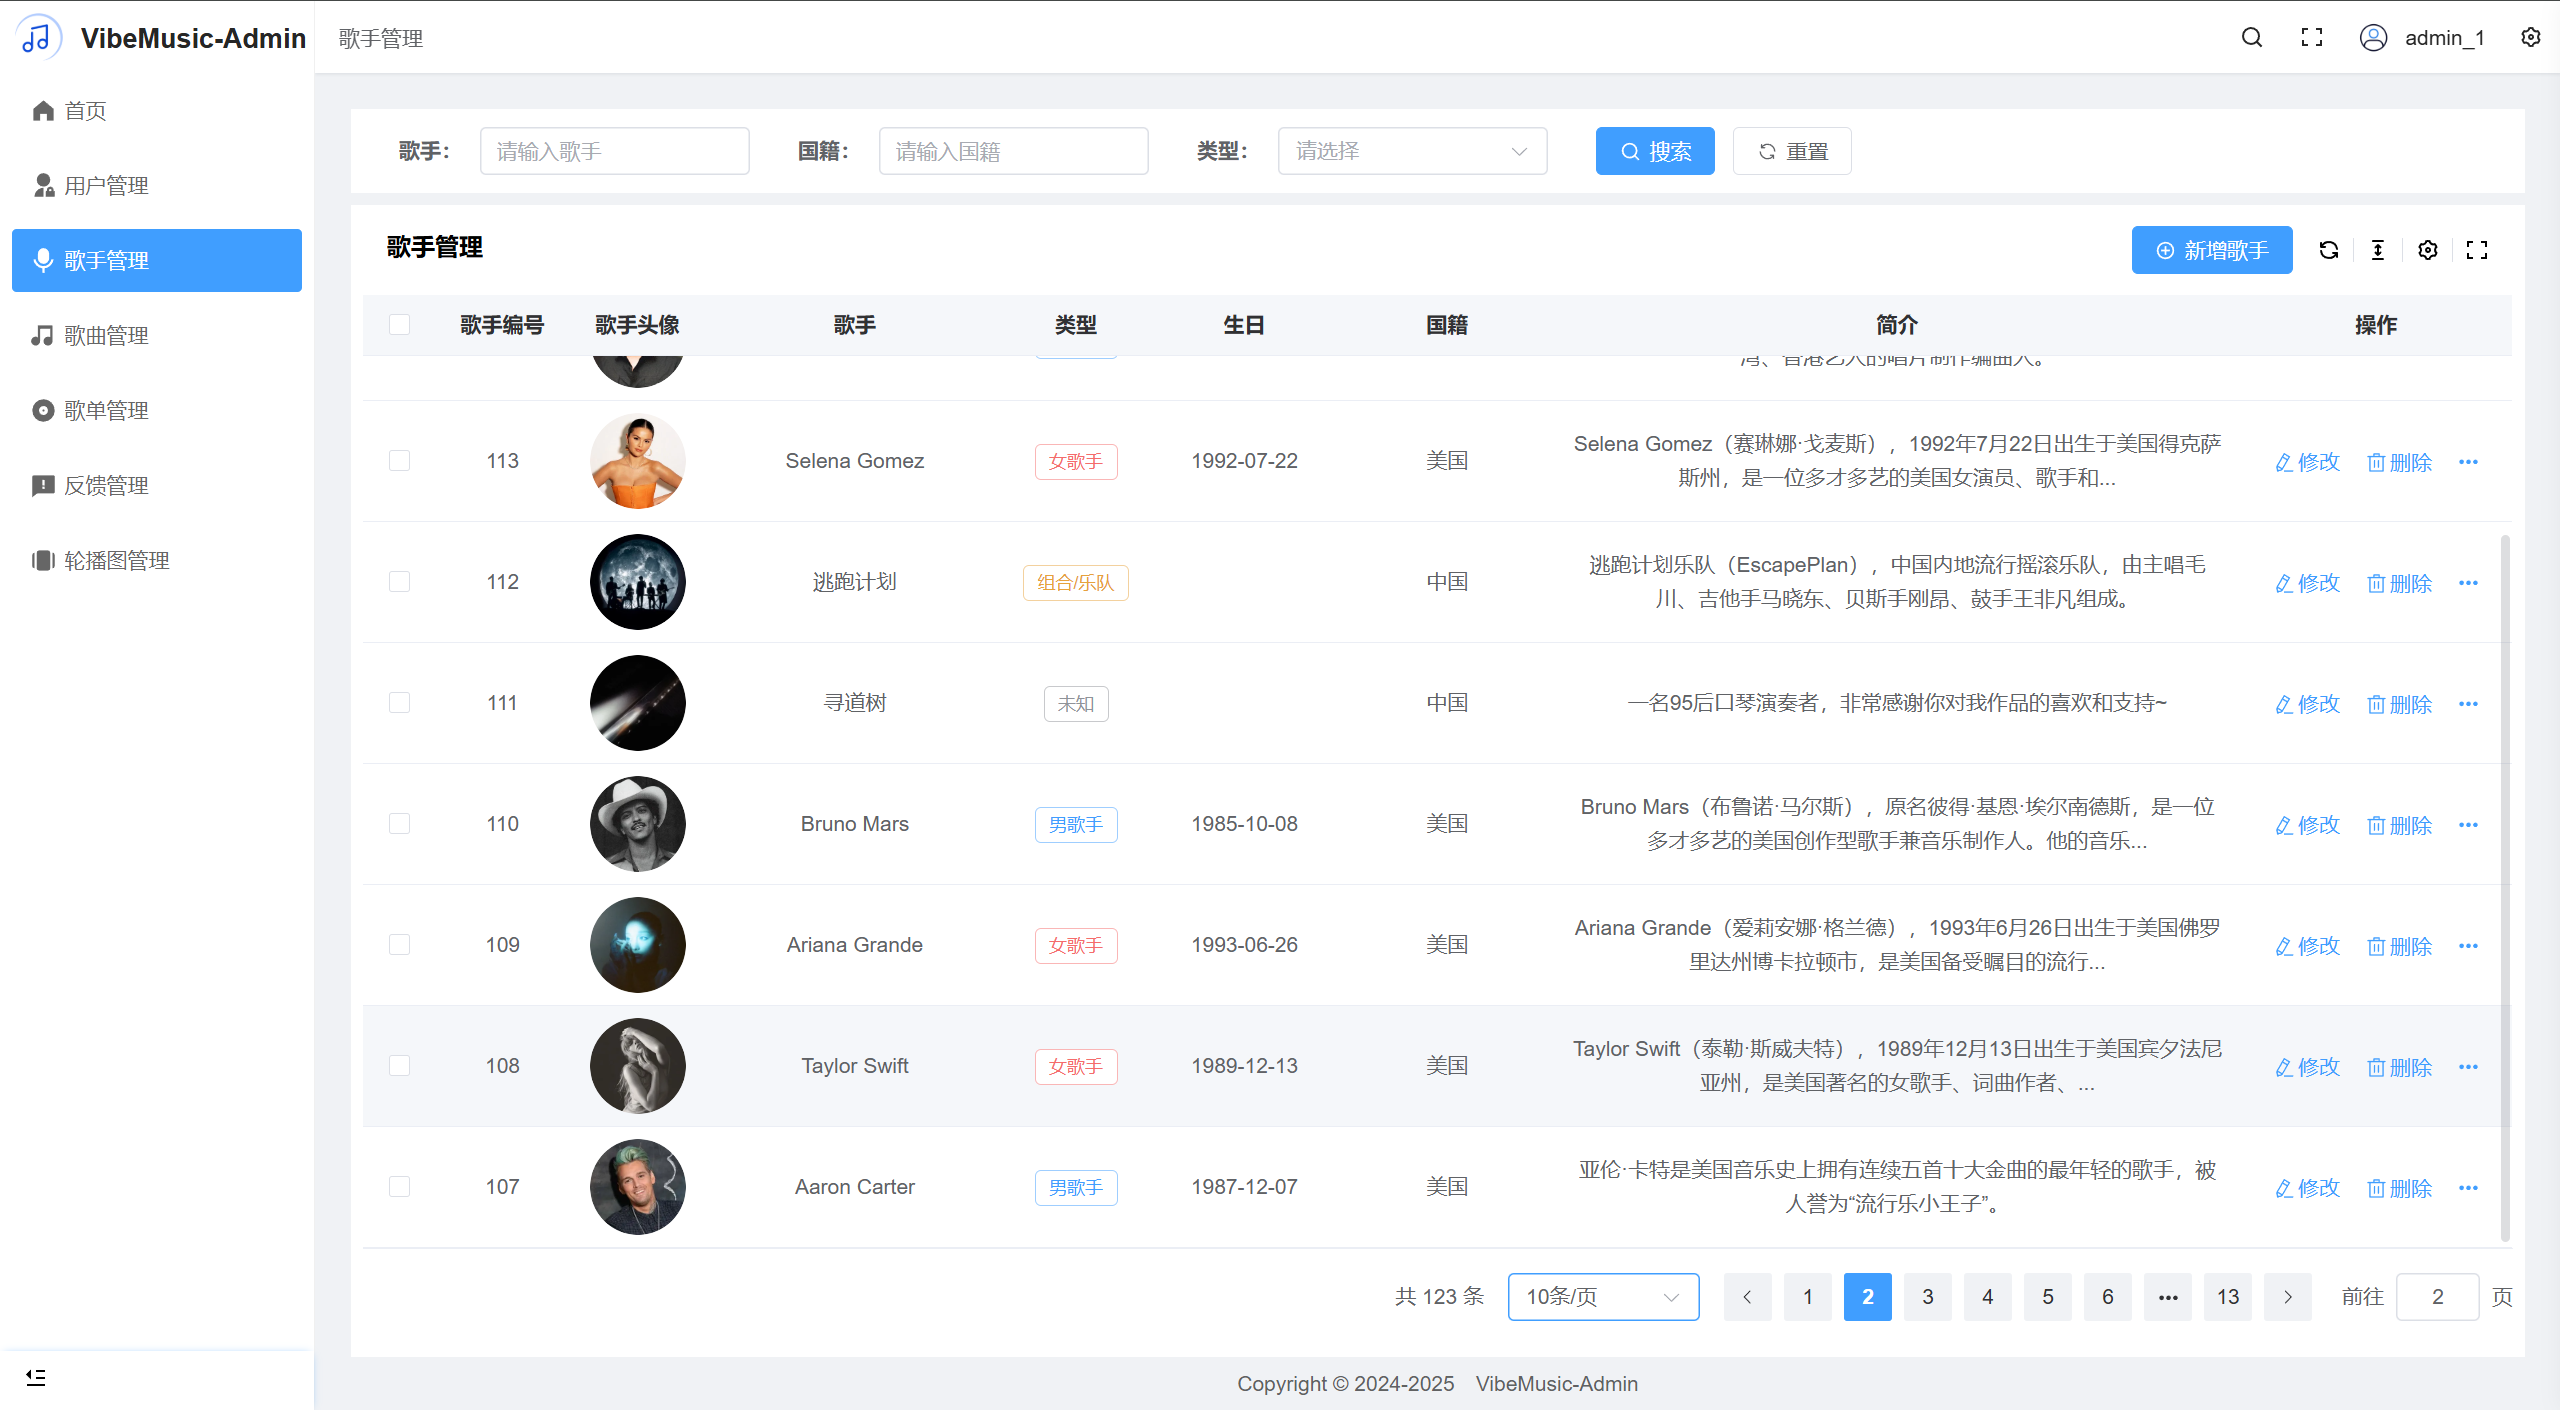 VibeMusic-Admin
歌手管理
admin_1
首页
用户管理
歌手管理
歌曲管理
歌单管理
反馈管理
轮播图管理
歌手： 请输入歌手 国籍： 请输入国籍 类型： 请选择 搜索 重置
歌手管理 新增歌手
歌手编号 歌手头像 歌手 类型 生日 国籍 简介 操作
湾、香港艺人的唱片制作编曲人。
113 Selena Gomez 女歌手 1992-07-22 美国 修改 删除
Selena Gomez（赛琳娜·戈麦斯），1992年7月22日出生于美国得克萨
斯州，是一位多才多艺的美国女演员、歌手和...
112 逃跑计划 组合/乐队 中国 修改 删除
逃跑计划乐队（EscapePlan），中国内地流行摇滚乐队，由主唱毛
川、吉他手马晓东、贝斯手刚昂、鼓手王非凡组成。
111 寻道树 未知 中国 一名95后口琴演奏者，非常感谢你对我作品的喜欢和支持~ 修改 删除
110 Bruno Mars 男歌手 1985-10-08 美国 修改 删除
Bruno Mars（布鲁诺·马尔斯），原名彼得·基恩·埃尔南德斯，是一位
多才多艺的美国创作型歌手兼音乐制作人。他的音乐...
109 Ariana Grande 女歌手 1993-06-26 美国 修改 删除
Ariana Grande（爱莉安娜·格兰德），1993年6月26日出生于美国佛罗
里达州博卡拉顿市，是美国备受瞩目的流行...
108 Taylor Swift 女歌手 1989-12-13 美国 修改 删除
Taylor Swift（泰勒·斯威夫特），1989年12月13日出生于美国宾夕法尼
亚州，是美国著名的女歌手、词曲作者、...
107 Aaron Carter 男歌手 1987-12-07 美国 修改 删除
亚伦·卡特是美国音乐史上拥有连续五首十大金曲的最年轻的歌手，被
人誉为“流行乐小王子”。
共 123 条 10条/页 1 2 3 4 5 6 ••• 13 前往 2 页
Copyright © 2024-2025 VibeMusic-Admin